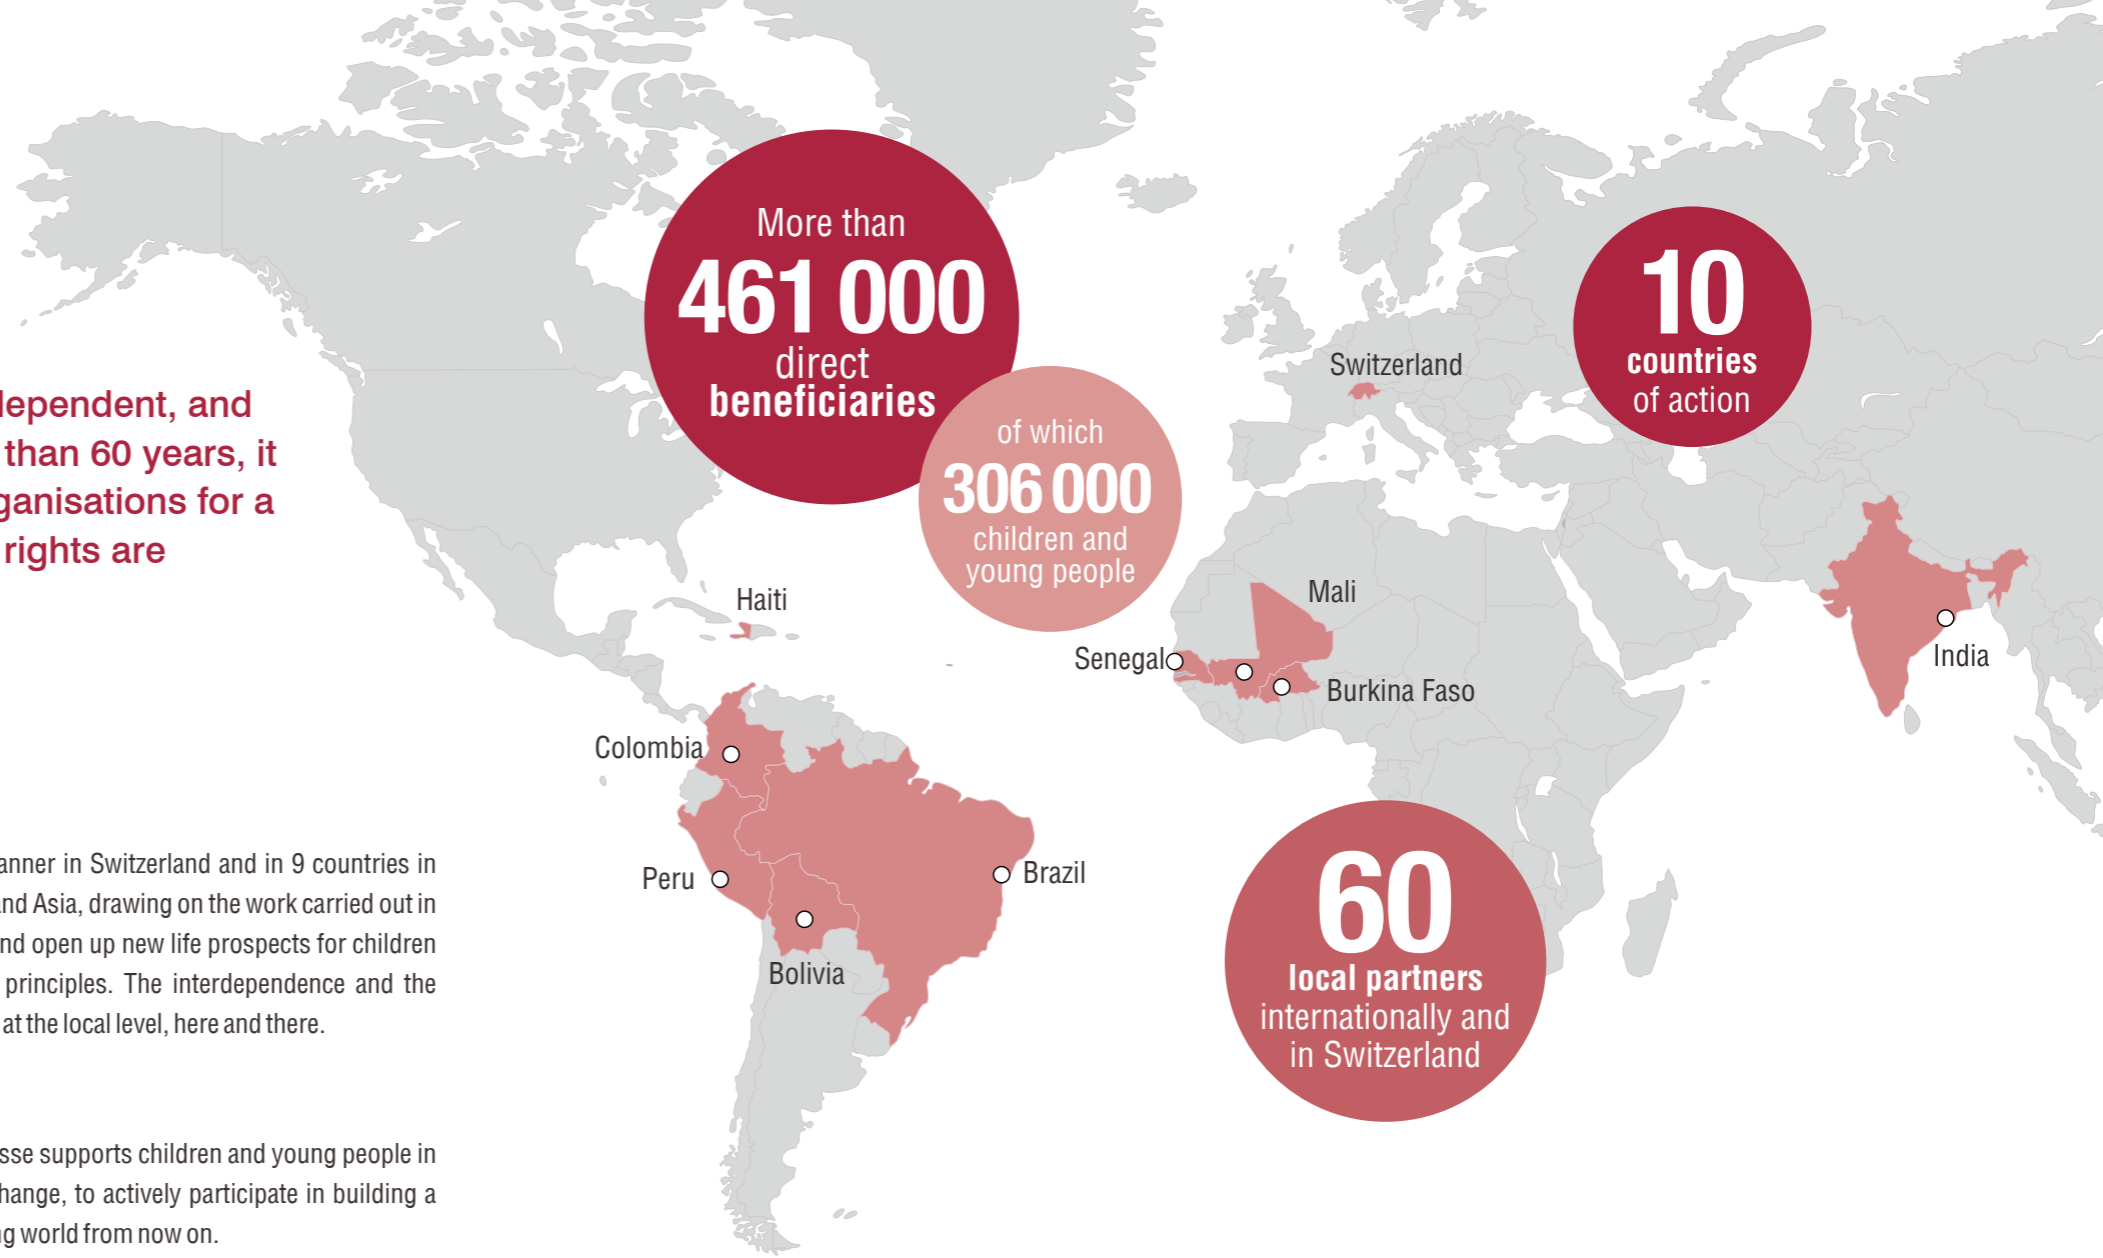 dependent, and
than 60 years, it
ganisations for a
rights are
anner in Switzerland and in 9 countries in
and Asia, drawing on the work carried out in
nd open up new life prospects for children
principles. The interdependence and the
at the local level, here and there.
sse supports children and young people in
hange, to actively participate in building a
g world from now on.
More than
461 000
direct
beneficiaries
of which
306 000
children and
young people
10
countries
of action
Switzerland
Haiti
Mali
Senegal
Burkina Faso
India
Colombia
Peru
Brazil
Bolivia
60
local partners
internationally and
in Switzerland